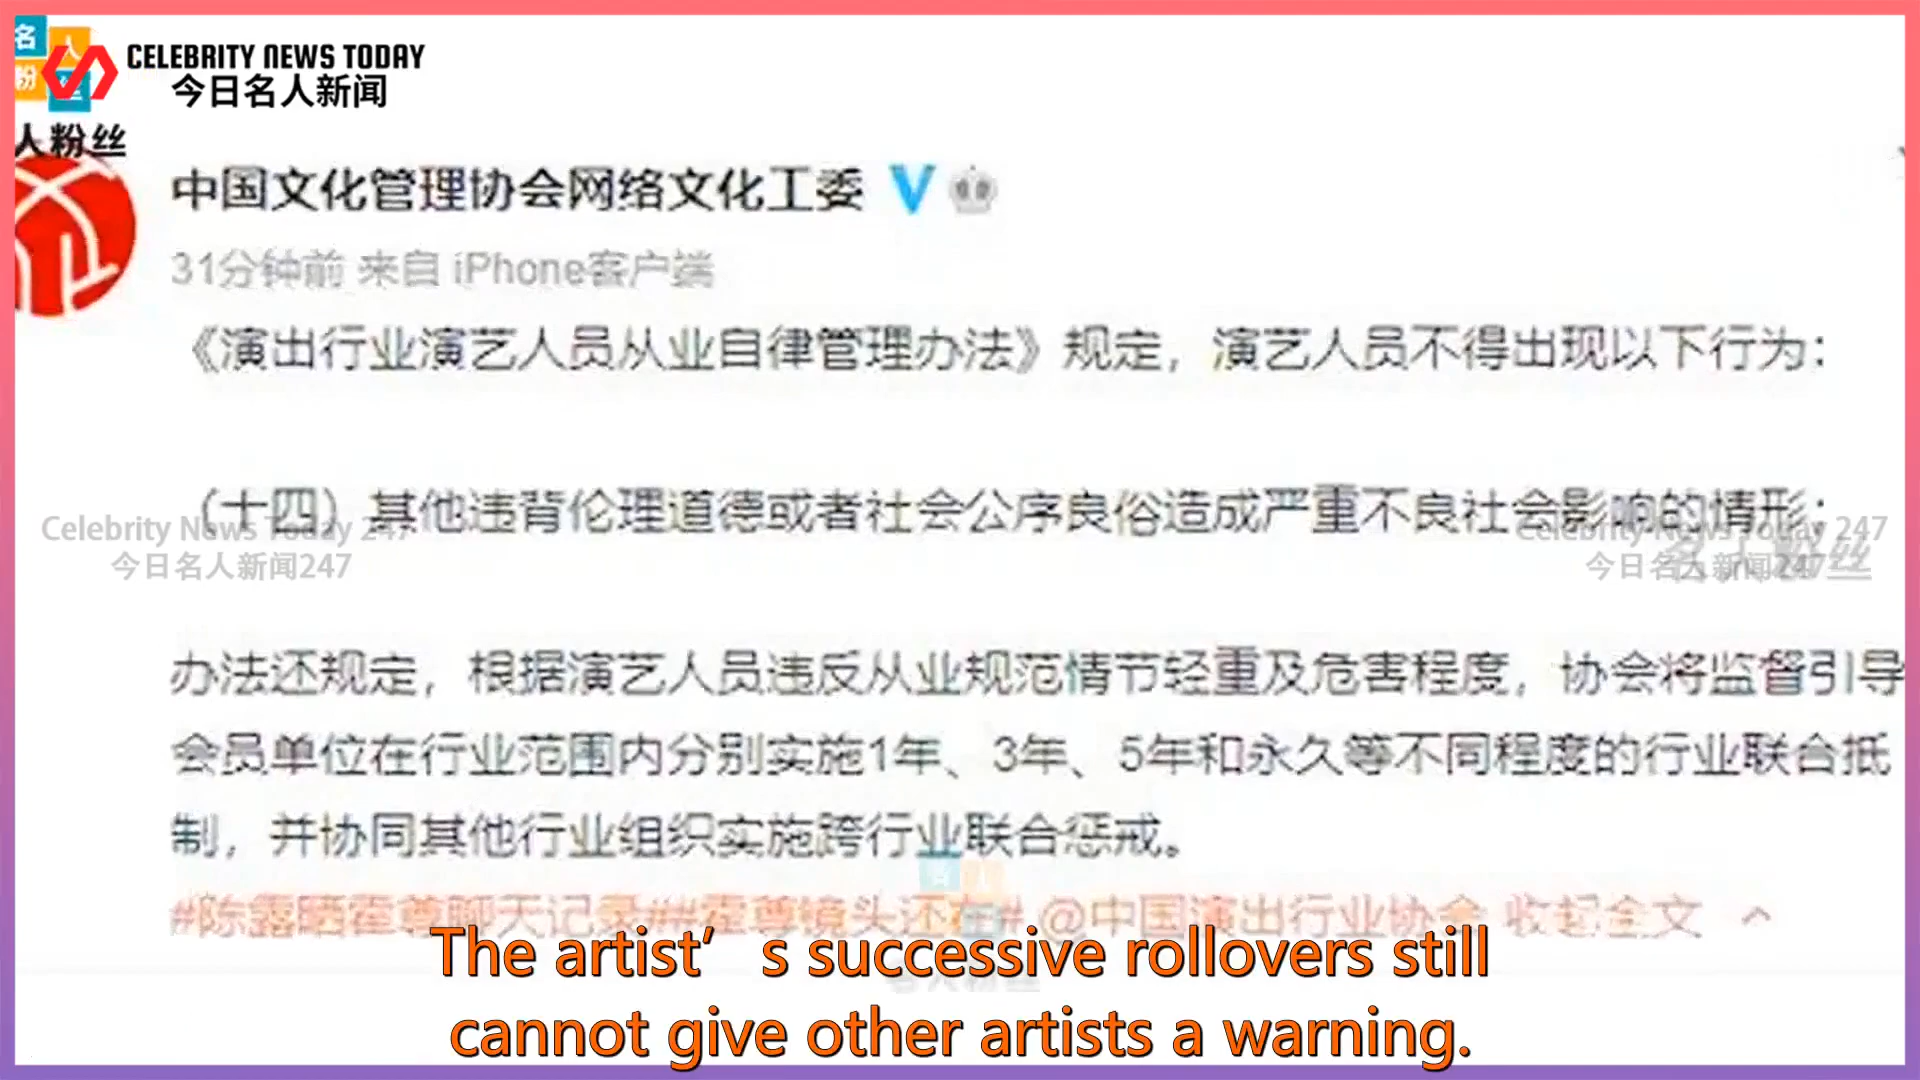 名人
粉丝
CELEBRITY NEWS TODAY
今日名人新闻
人粉丝
中国文化管理协会网络文化工委
31分钟前 来自 iPhone客户端
《演出行业演艺人员从业自律管理办法》规定，演艺人员不得出现以下行为：
（十四）其他违背伦理道德或者社会公序良俗造成严重不良社会影响的情形；
Celebrity News Today 247
今日名人新闻247
Celebrity News Today 247
今日名人新闻247
名人粉丝
办法还规定，根据演艺人员违反从业规范情节轻重及危害程度，协会将监督引导
会员单位在行业范围内分别实施1年、3年、5年和永久等不同程度的行业联合抵
制，并协同其他行业组织实施跨行业联合惩戒。
#陈露晒霍尊聊天记录##霍尊镜头还在# @中国演出行业协会 收起全文
The artist’s successive rollovers still
cannot give other artists a warning.